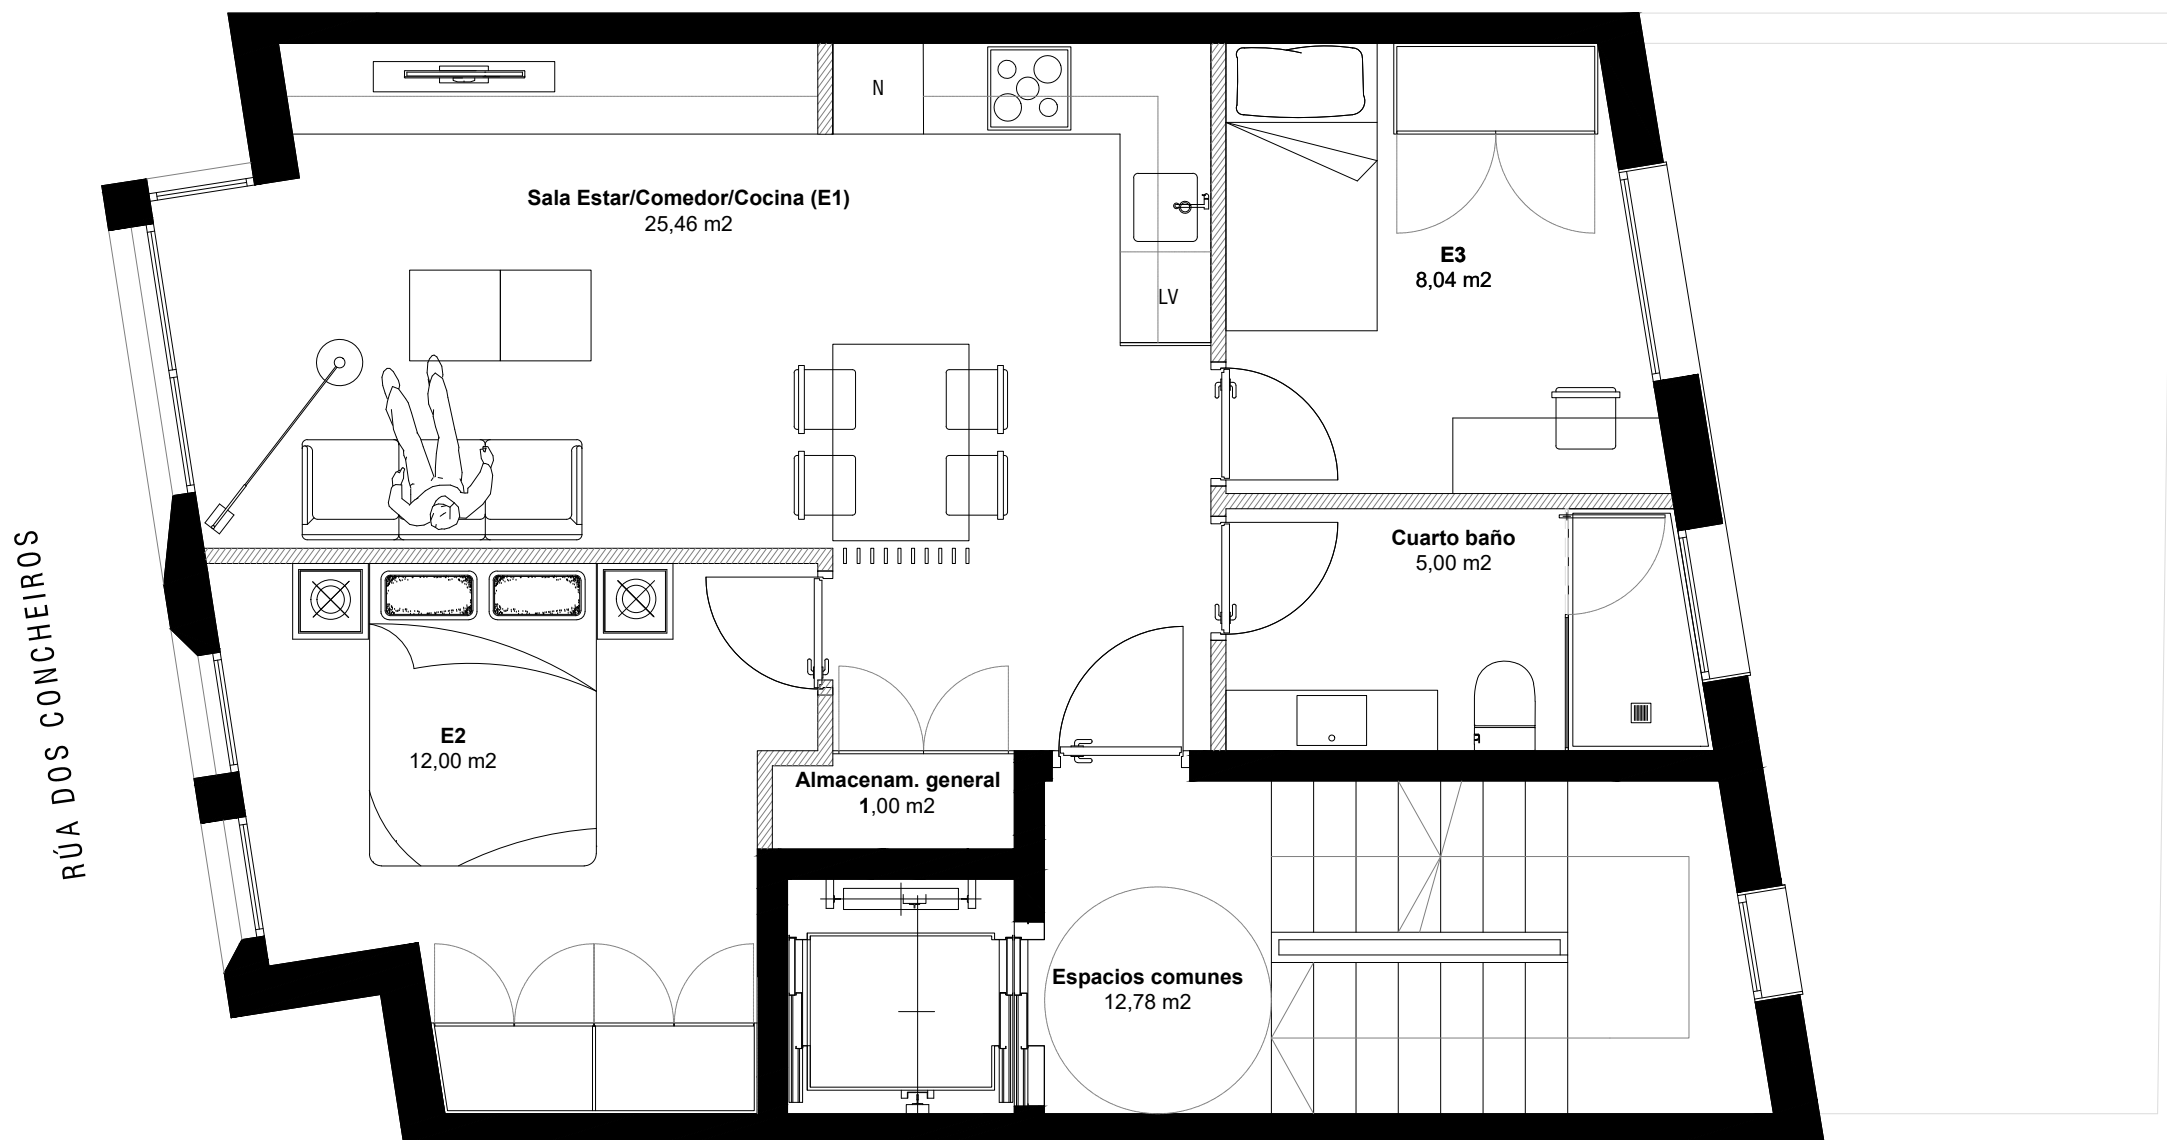 N
Sala Estar/Comedor/Cocina (E1)
25,46 m2
E3
8,04 m2
LV
Cuarto baño
5,00 m2
RÚA DOS CONCHEIROS
E2
12,00 m2
Almacenam. general
1,00 m2
Espacios comunes
12,78 m2